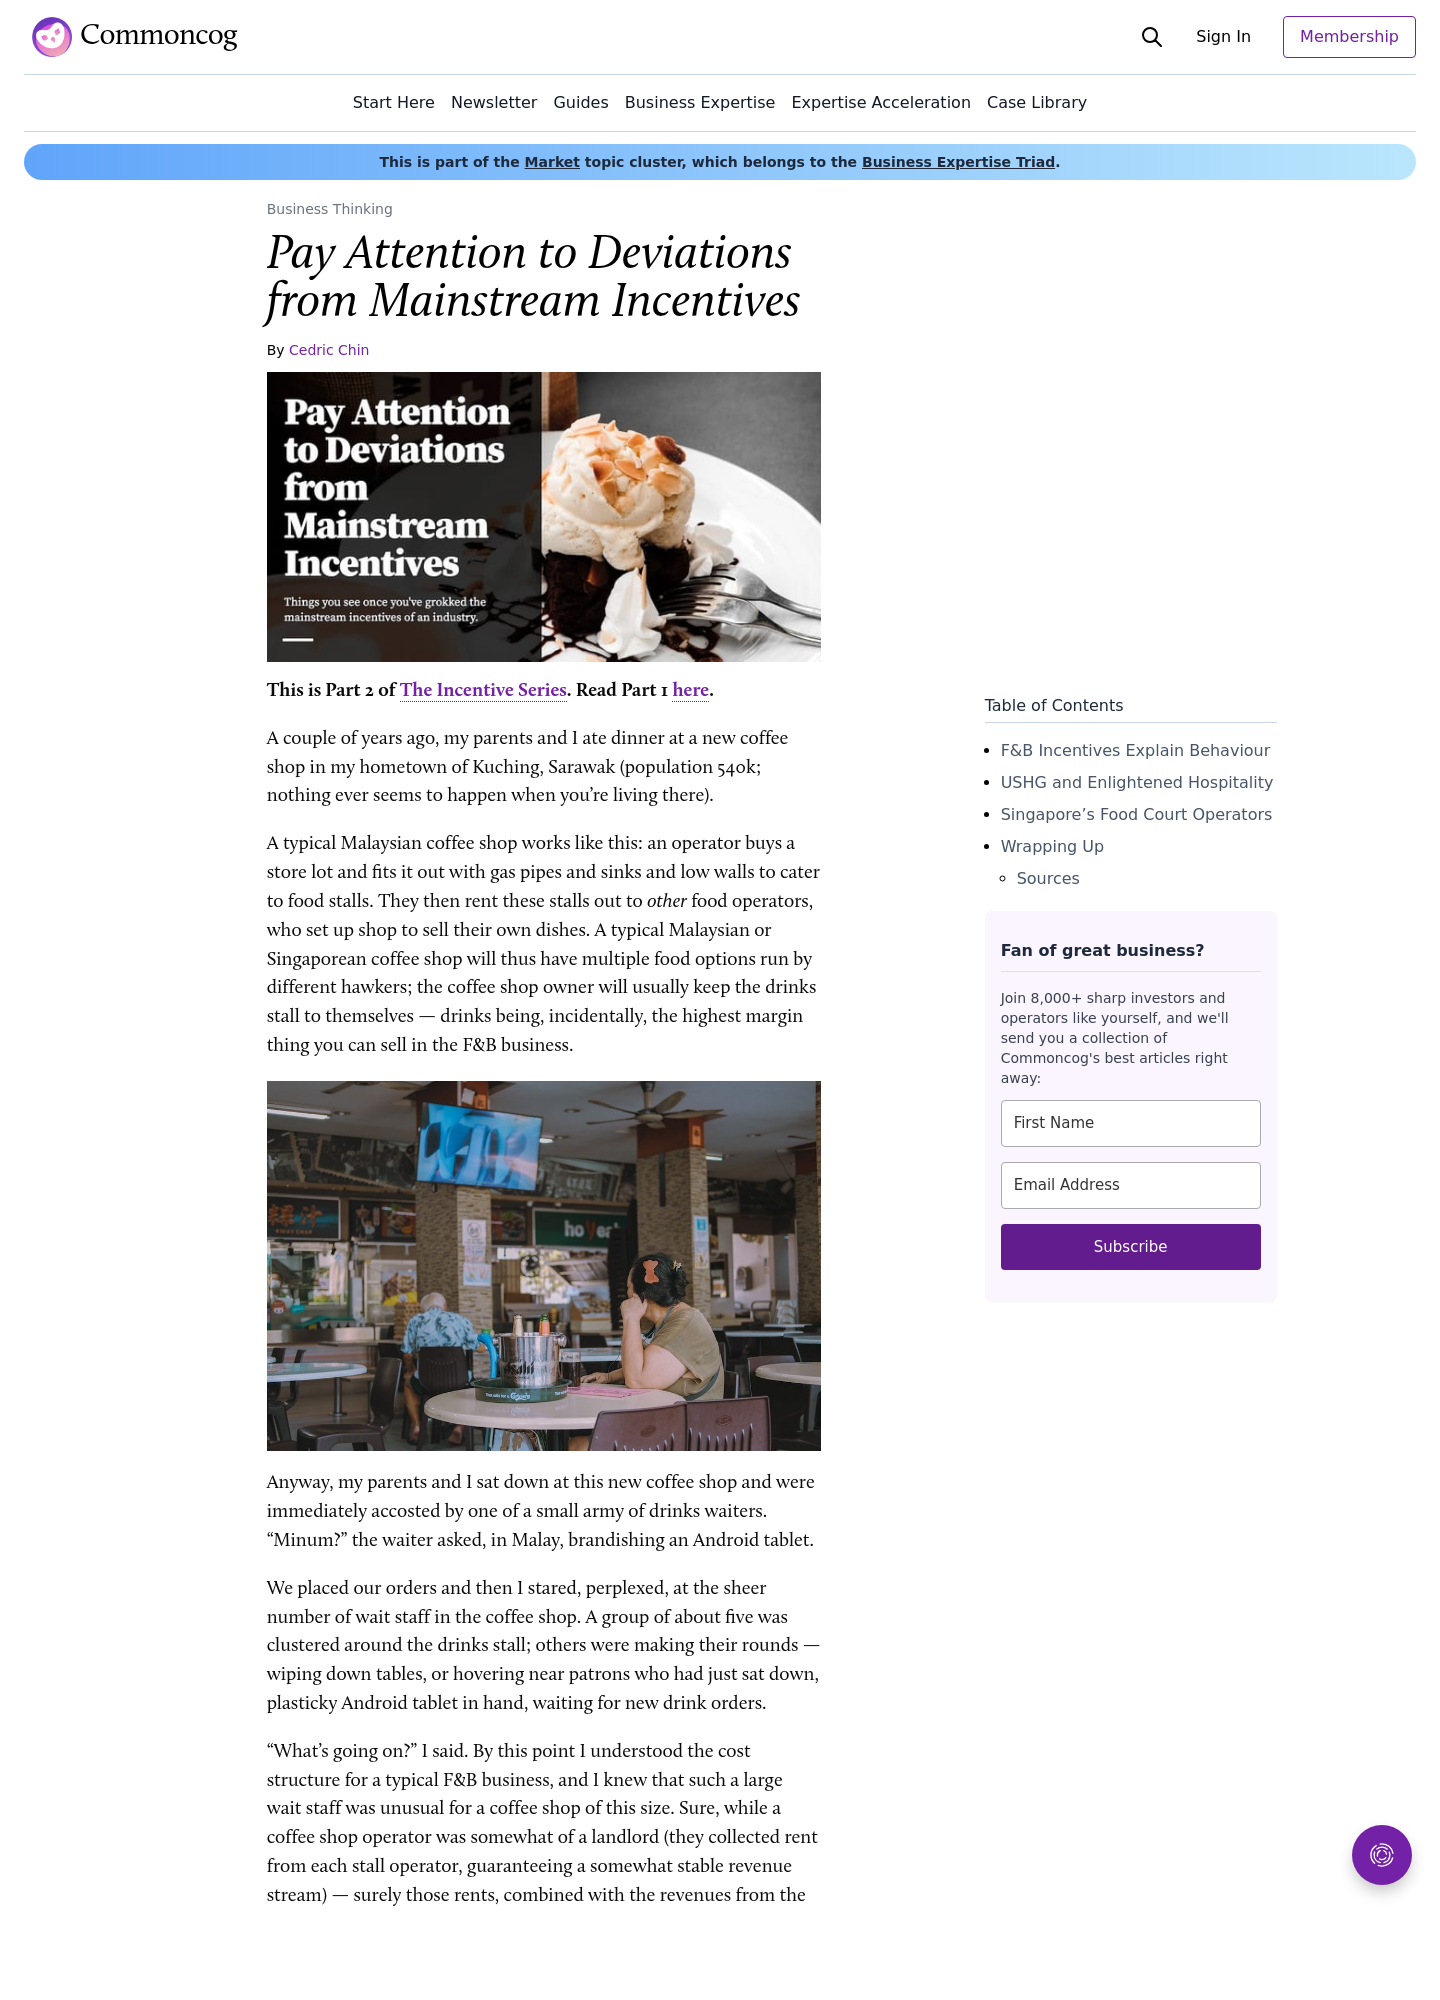 Commoncog
Sign In
Membership
Start Here Newsletter Guides Business Expertise Expertise Acceleration Case Library
This is part of the Market topic cluster, which belongs to the Business Expertise Triad.
Business Thinking
Pay Attention to Deviations
from Mainstream Incentives
By Cedric Chin
Pay Attention
to Deviations
from
Mainstream
Incentives
Things you see once you've grokked the
mainstream incentives of an industry.
This is Part 2 of The Incentive Series. Read Part 1 here.
A couple of years ago, my parents and I ate dinner at a new coffee
shop in my hometown of Kuching, Sarawak (population 540k;
nothing ever seems to happen when you’re living there).
A typical Malaysian coffee shop works like this: an operator buys a
store lot and fits it out with gas pipes and sinks and low walls to cater
to food stalls. They then rent these stalls out to other food operators,
who set up shop to sell their own dishes. A typical Malaysian or
Singaporean coffee shop will thus have multiple food options run by
different hawkers; the coffee shop owner will usually keep the drinks
stall to themselves — drinks being, incidentally, the highest margin
thing you can sell in the F&B business.
Anyway, my parents and I sat down at this new coffee shop and were
immediately accosted by one of a small army of drinks waiters.
“Minum?” the waiter asked, in Malay, brandishing an Android tablet.
We placed our orders and then I stared, perplexed, at the sheer
number of wait staff in the coffee shop. A group of about five was
clustered around the drinks stall; others were making their rounds —
wiping down tables, or hovering near patrons who had just sat down,
plasticky Android tablet in hand, waiting for new drink orders.
“What’s going on?” I said. By this point I understood the cost
structure for a typical F&B business, and I knew that such a large
wait staff was unusual for a coffee shop of this size. Sure, while a
coffee shop operator was somewhat of a landlord (they collected rent
from each stall operator, guaranteeing a somewhat stable revenue
stream) — surely those rents, combined with the revenues from the
Table of Contents
F&B Incentives Explain Behaviour
USHG and Enlightened Hospitality
Singapore’s Food Court Operators
Wrapping Up
Sources
Fan of great business?
Join 8,000+ sharp investors and
operators like yourself, and we'll
send you a collection of
Commoncog's best articles right
away:
First Name
Email Address
Subscribe